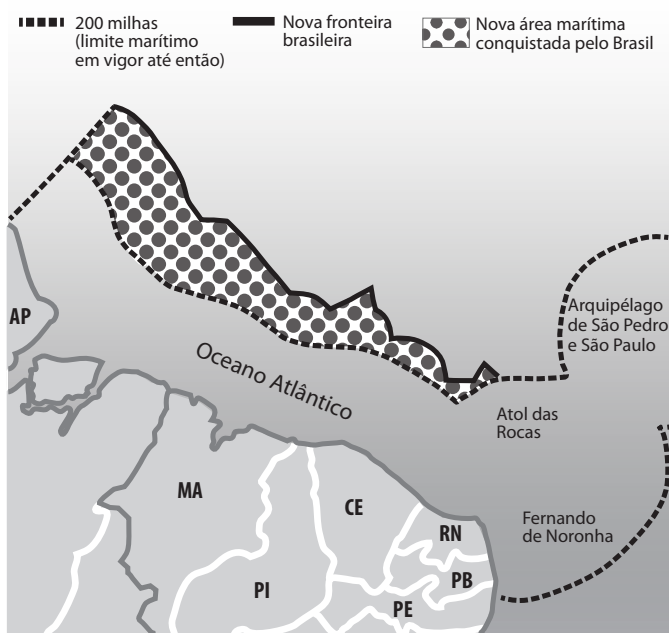 200 milhas
(limite marítimo
em vigor até então)
Nova fronteira
brasileira
Nova área marítima
conquistada pelo Brasil
AP
Oceano Atlântico
Arquipélago
de São Pedro
e São Paulo
Atol das
Rocas
MA
CE
RN
Fernando
de Noronha
PI
PB
PE